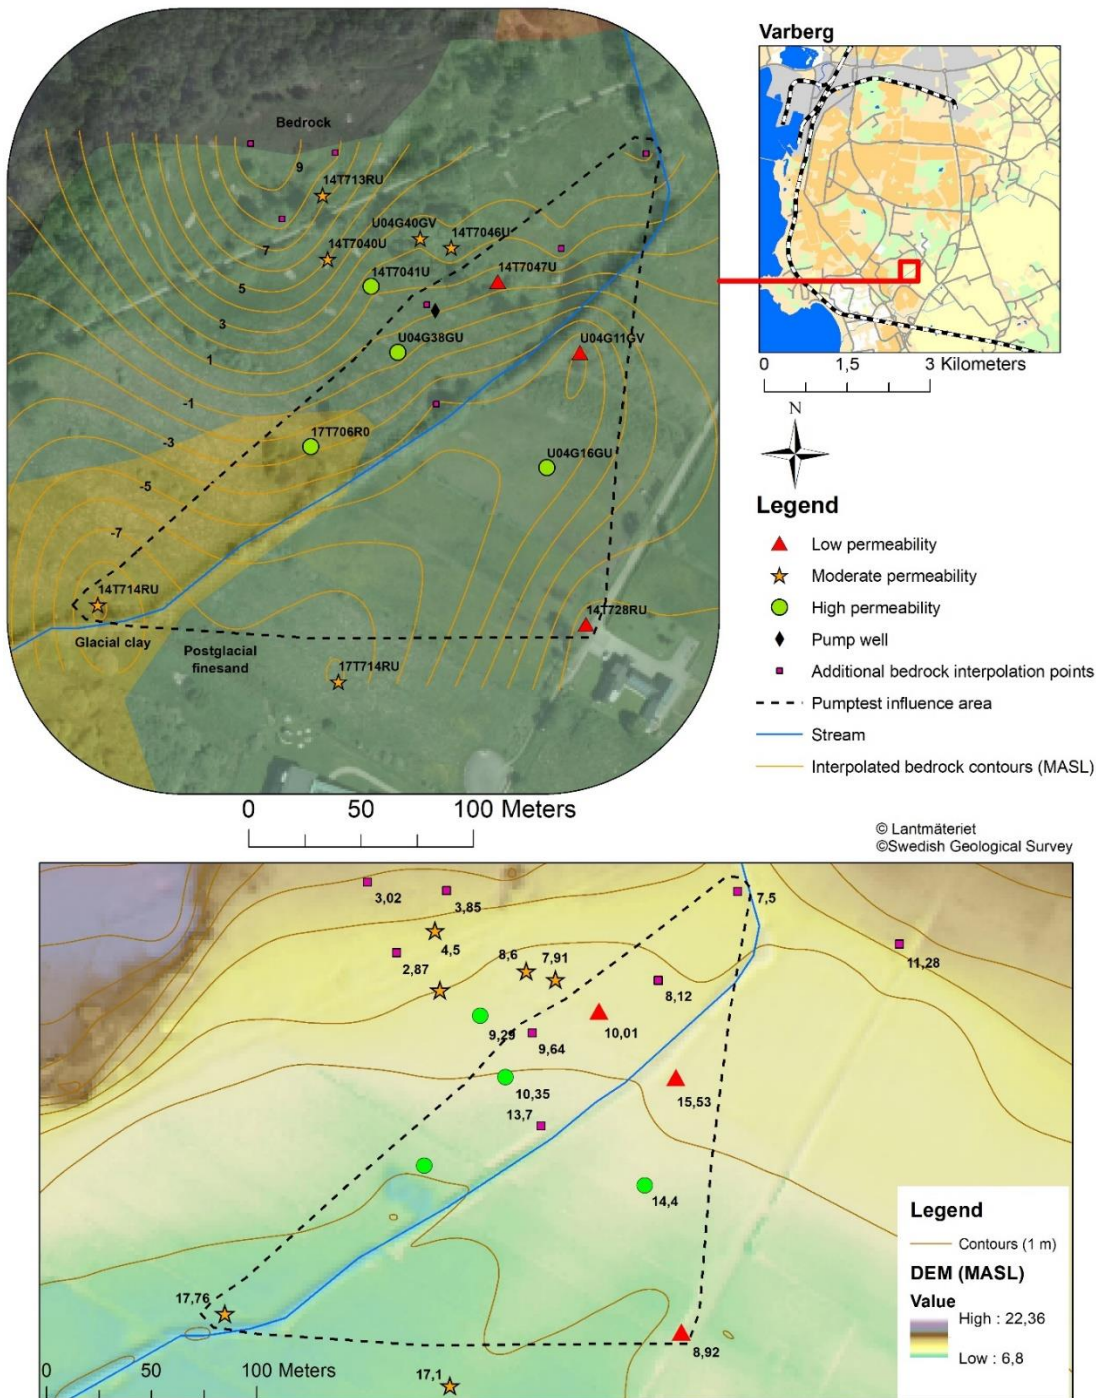 Varberg
Bedrock
9
14T713RU
U04G40GV
14T7046U
7
14T7040U
14T7041U
14T7047U
5
3
U04G38GU
U04G11GV
1
-1
17T706R0
-3
U04G16GU
-5
-7
14T714RU
14T728RU
Glacial clay
Postglacial
finesand
17T714RU
0 50 100 Meters
0 1,5 3 Kilometers
N
Legend
Low permeability
Moderate permeability
High permeability
Pump well
Additional bedrock interpolation points
Pumptest influence area
Stream
Interpolated bedrock contours (MASL)
© Lantmäteriet
©Swedish Geological Survey
3,02
3,85
7,5
4,5
8,6
7,91
11,28
2,87
8,12
9,29
9,64
10,01
10,35
15,53
13,7
14,4
17,76
8,92
17,1
0 50 100 Meters
Legend
Contours (1 m)
DEM (MASL)
Value
High : 22,36
Low : 6,8